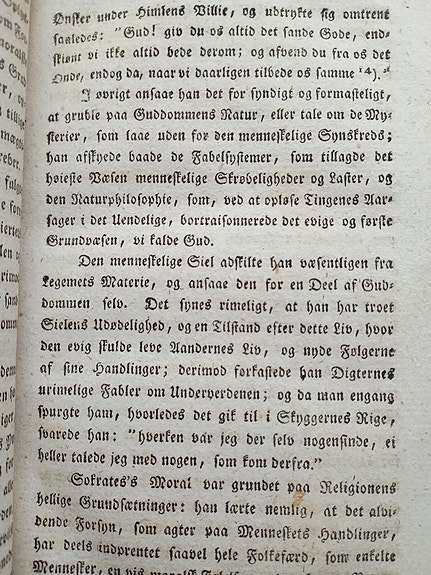 Ønsker under Himlens Villie, og udtrykte sig omtrent
saaledes: "Gud! giv du os altid det sande Gode, end-
skiønt vi ikke altid bede derom; og afvend du fra os det
Onde, endog da, naar vi daarligen tilbede os samme 14)."
I øvrigt ansaae han det for syndigt og formasteligt,
at gruble paa Guddommens Natur, eller tale om de My-
sterier, som laae uden for den menneskelige Synskreds;
han afskyede baade de Fabelsystemer, som tillagde det
høieste Væsen menneskelige Skrøbeligheder og Laster, og
den Naturphilosophie, som, ved at opløse Tingenes Aar-
sager i det Uendelige, bortraisonnerede det evige og første
Grundvæsen, vi kalde Gud.
Den menneskelige Siel adskilte han væsentligen fra
Legemets Materie, og ansaae den for en Deel af Gud-
dommen selv. Det synes rimeligt, at han har troet
Sielens Udødelighed, og en Tilstand efter dette Liv, hvor
den evig skulde leve Aandernes Liv, og nyde Følgerne
af sine Handlinger; derimod forkastede han Digternes
urimelige Fabler om Underverdenen; og da man engang
spurgte ham, hvorledes det gik til i Skyggernes Rige,
svarede han: "hverken var jeg der selv nogensinde, ei
heller talede jeg med nogen, som kom derfra."
Sokrates's Moral var grundet paa Religionens
hellige Grundsætninger: han lærte nemlig, at det alvi-
dende Forsyn, som agter paa Menneskets Handlinger,
har deels indprentet saavel hele Folkefærd, som enkelte
Mennesker, en vis moralsk